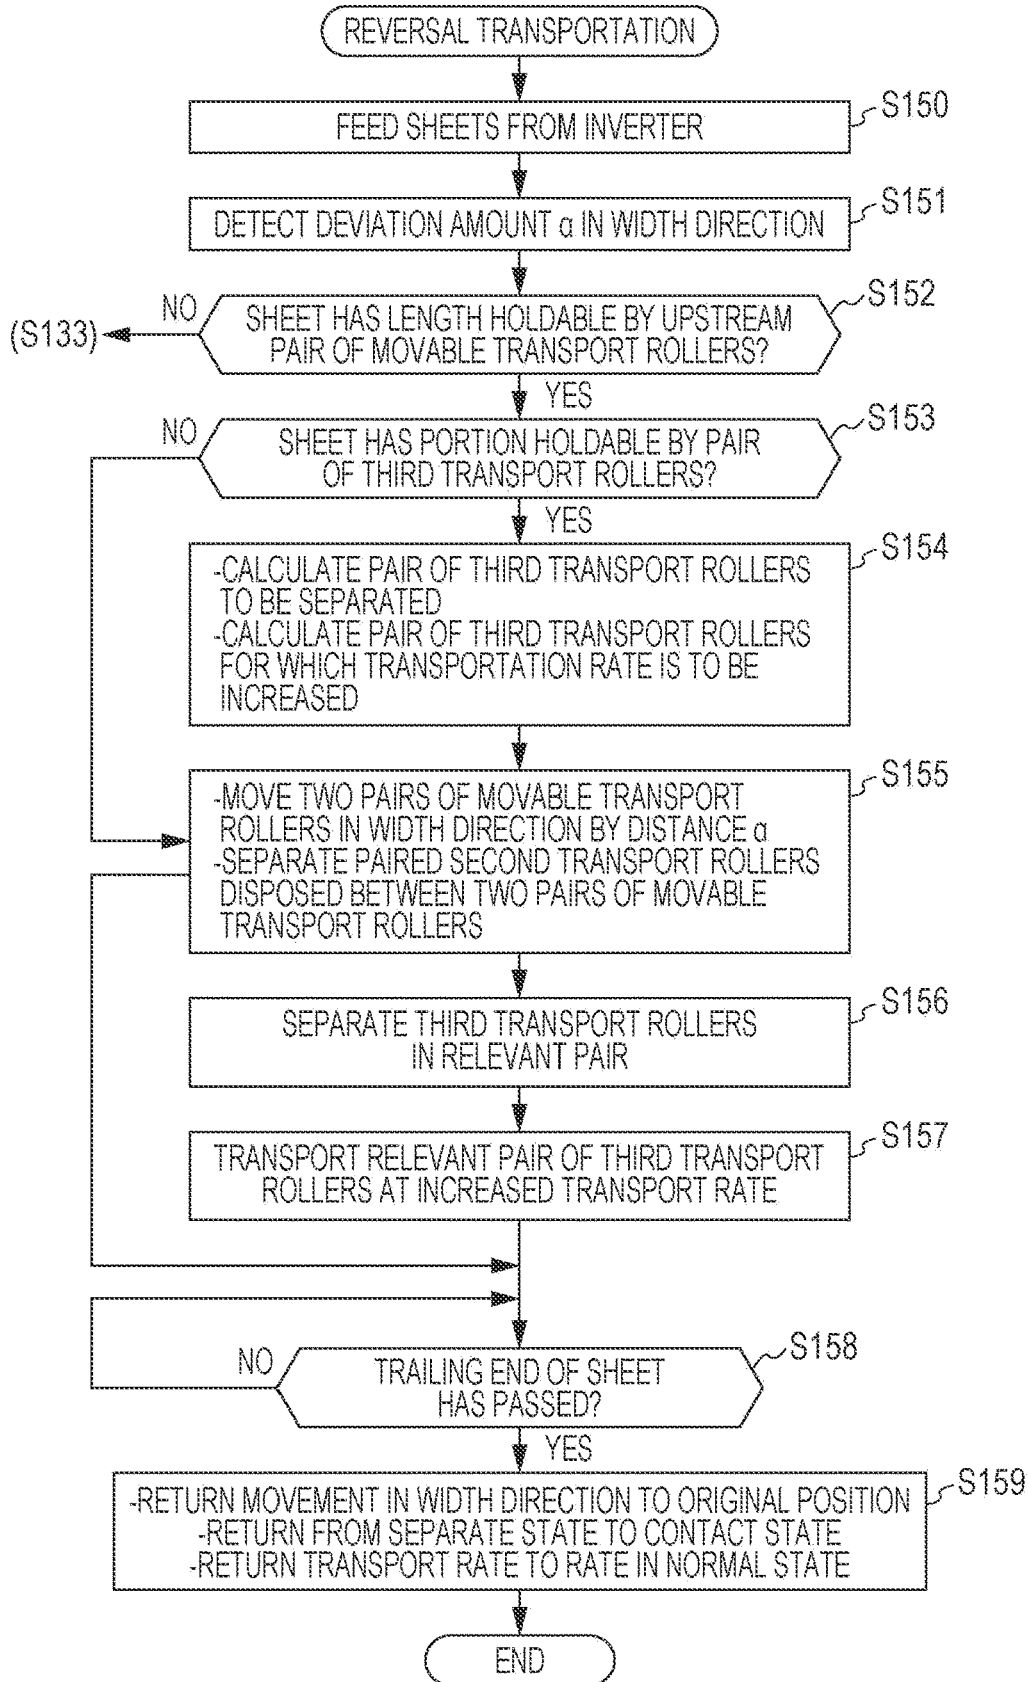 REVERSAL TRANSPORTATION
S150
FEED SHEETS FROM INVERTER
S151
DETECT DEVIATION AMOUNT α IN WIDTH DIRECTION
S152
NO
(S133)
SHEET HAS LENGTH HOLDABLE BY UPSTREAM
PAIR OF MOVABLE TRANSPORT ROLLERS?
YES
S153
NO
SHEET HAS PORTION HOLDABLE BY PAIR
OF THIRD TRANSPORT ROLLERS?
YES
S154
-CALCULATE PAIR OF THIRD TRANSPORT ROLLERS
TO BE SEPARATED
-CALCULATE PAIR OF THIRD TRANSPORT ROLLERS
FOR WHICH TRANSPORTATION RATE IS TO BE
INCREASED
S155
-MOVE TWO PAIRS OF MOVABLE TRANSPORT
ROLLERS IN WIDTH DIRECTION BY DISTANCE α
-SEPARATE PAIRED SECOND TRANSPORT ROLLERS
DISPOSED BETWEEN TWO PAIRS OF MOVABLE
TRANSPORT ROLLERS
S156
SEPARATE THIRD TRANSPORT ROLLERS
IN RELEVANT PAIR
S157
TRANSPORT RELEVANT PAIR OF THIRD TRANSPORT
ROLLERS AT INCREASED TRANSPORT RATE
S158
NO
TRAILING END OF SHEET
HAS PASSED?
YES
S159
-RETURN MOVEMENT IN WIDTH DIRECTION TO ORIGINAL POSITION
-RETURN FROM SEPARATE STATE TO CONTACT STATE
-RETURN TRANSPORT RATE TO RATE IN NORMAL STATE
END